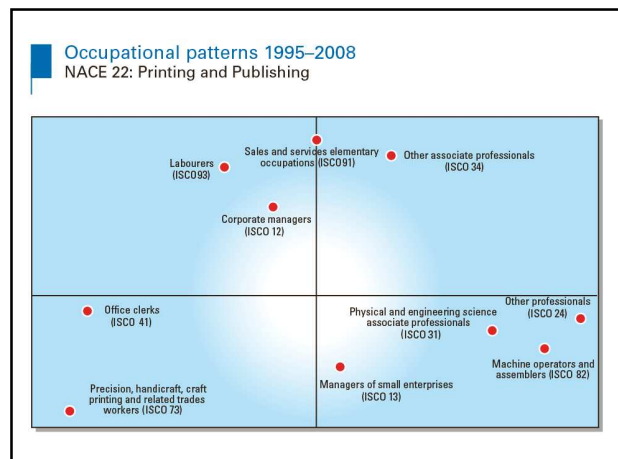 Occupational patterns 1995–2008
NACE 22: Printing and Publishing
Sales and services elementary
occupations (ISCO91)
Other associate professionals
(ISCO 34)
Labourers
(ISCO93)
Corporate managers
(ISCO 12)
Office clerks
(ISCO 41)
Physical and engineering science
associate professionals
(ISCO 31)
Other professionals
(ISCO 24)
Machine operators and
assemblers (ISCO 82)
Managers of small enterprises
(ISCO 13)
Precision, handicraft, craft
printing and related trades
workers (ISCO 73)